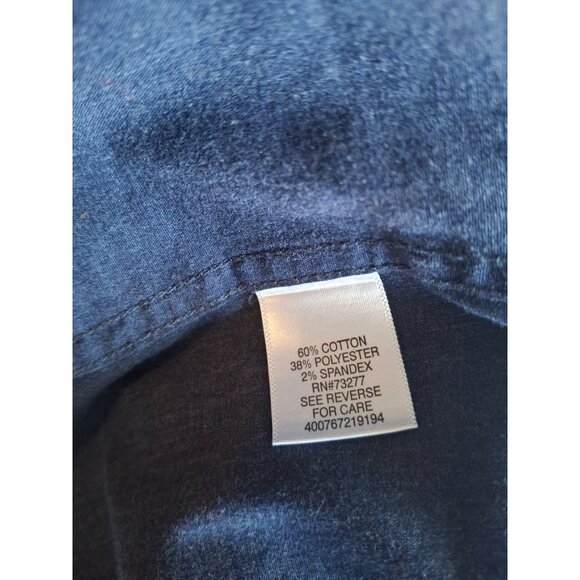 60% COTTON
38% POLYESTER
2% SPANDEX
RN#73277
SEE REVERSE
FOR CARE
400767219194